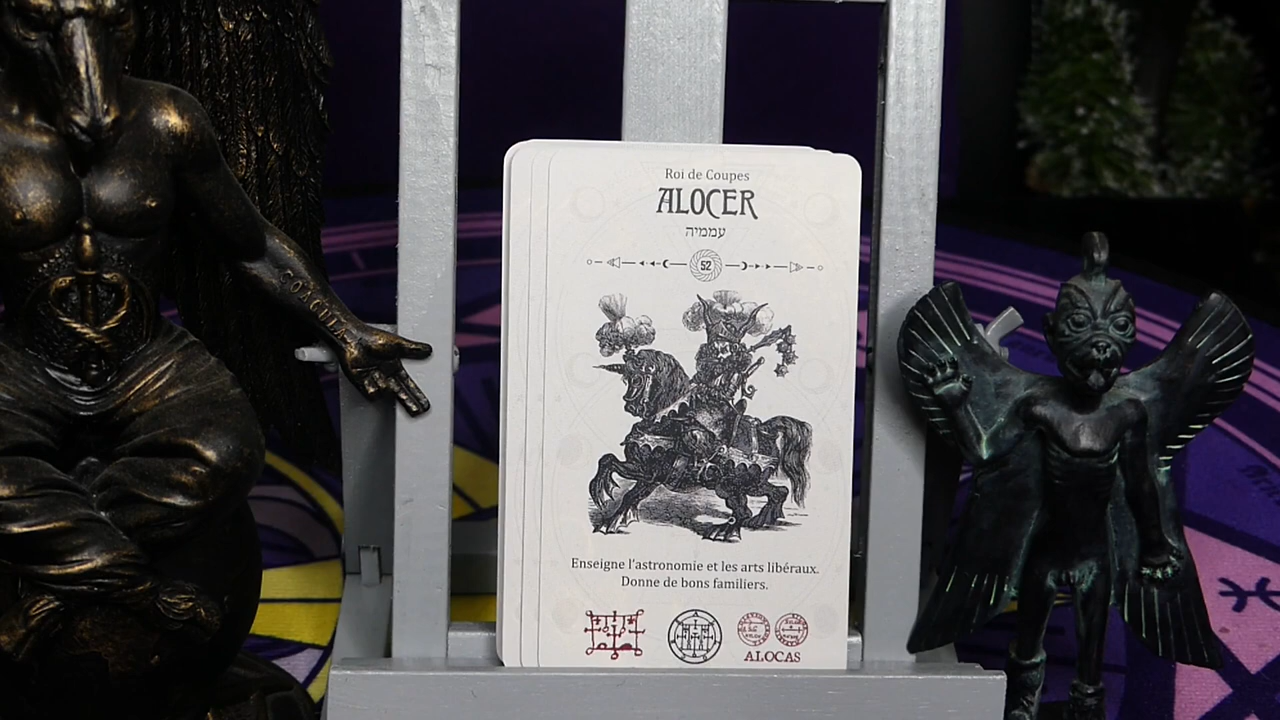 Roi de Coupes
ALOCER
עממיה
52
Enseigne l'astronomie et les arts libéraux.
Donne de bons familiers.
ALOCAS
COAGULA